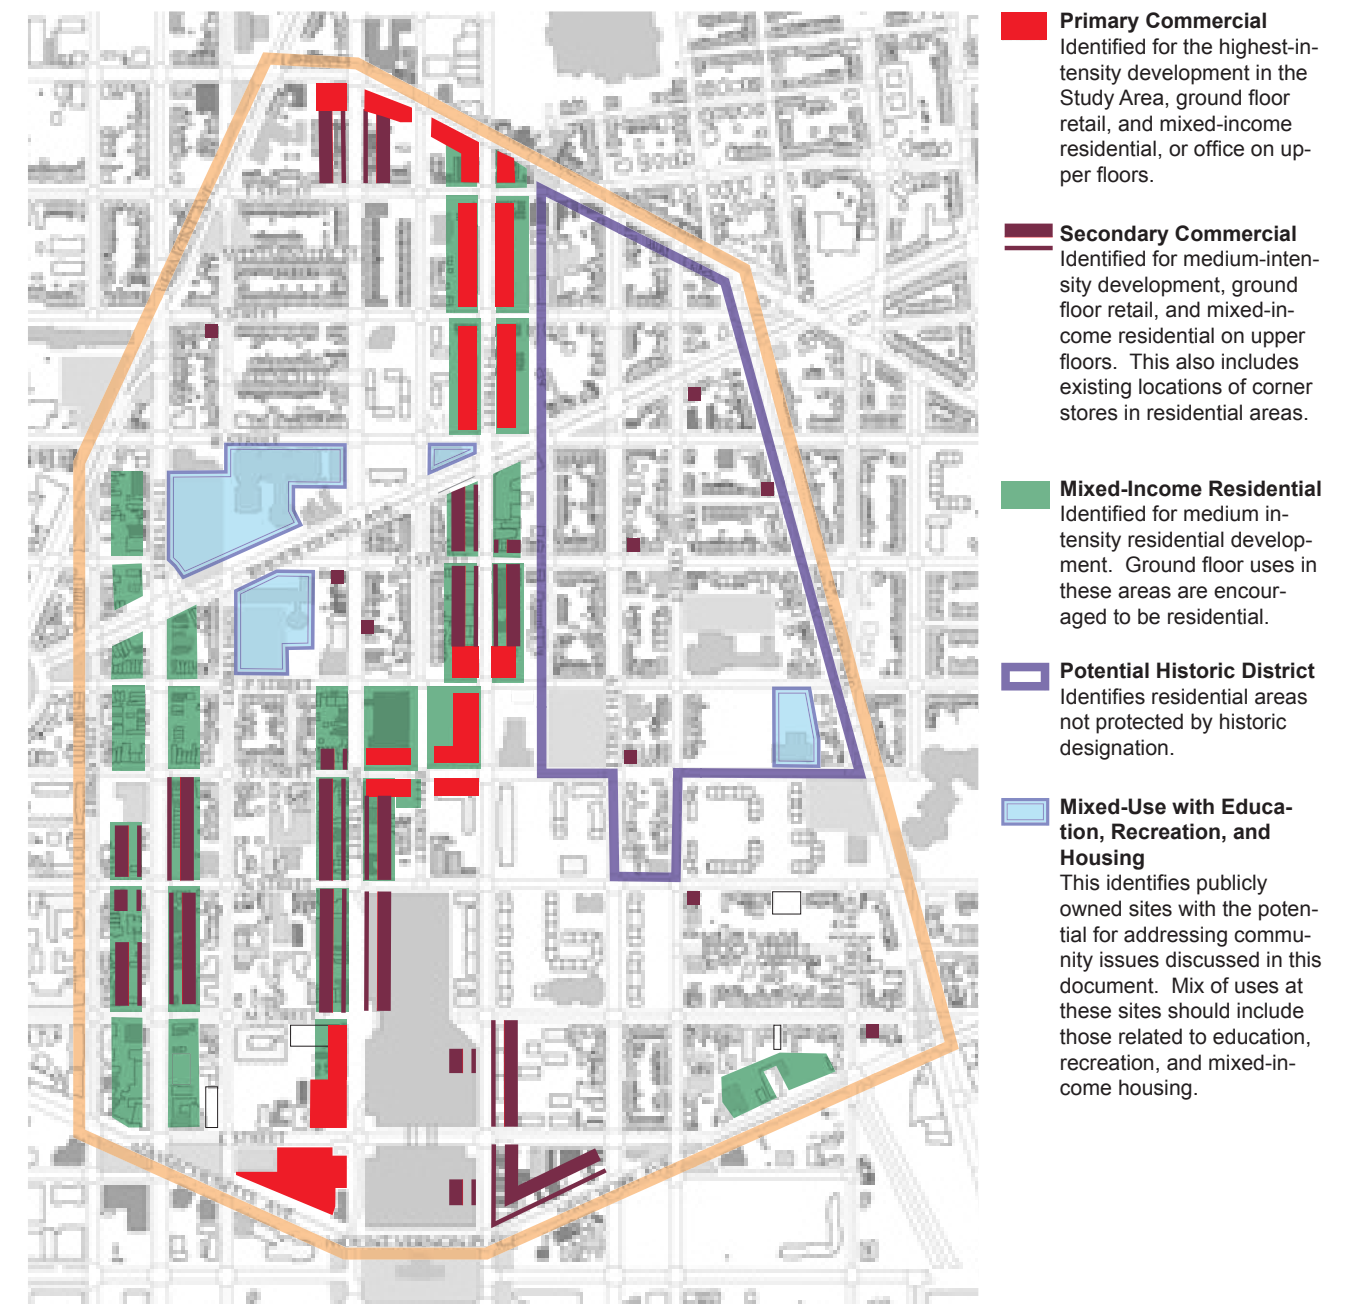 Primary Commercial
Identified for the highest-in-
tensity development in the
Study Area, ground floor
retail, and mixed-income
residential, or office on up-
per floors.
Secondary Commercial
Identified for medium-inten-
sity development, ground
floor retail, and mixed-in-
come residential on upper
floors. This also includes
existing locations of corner
stores in residential areas.
Mixed-Income Residential
Identified for medium in-
tensity residential develop-
ment. Ground floor uses in
these areas are encour-
aged to be residential.
Potential Historic District
Identifies residential areas
not protected by historic
designation.
Mixed-Use with Educa-
tion, Recreation, and
Housing
This identifies publicly
owned sites with the poten-
tial for addressing commu-
nity issues discussed in this
document. Mix of uses at
these sites should include
those related to education,
recreation, and mixed-in-
come housing.